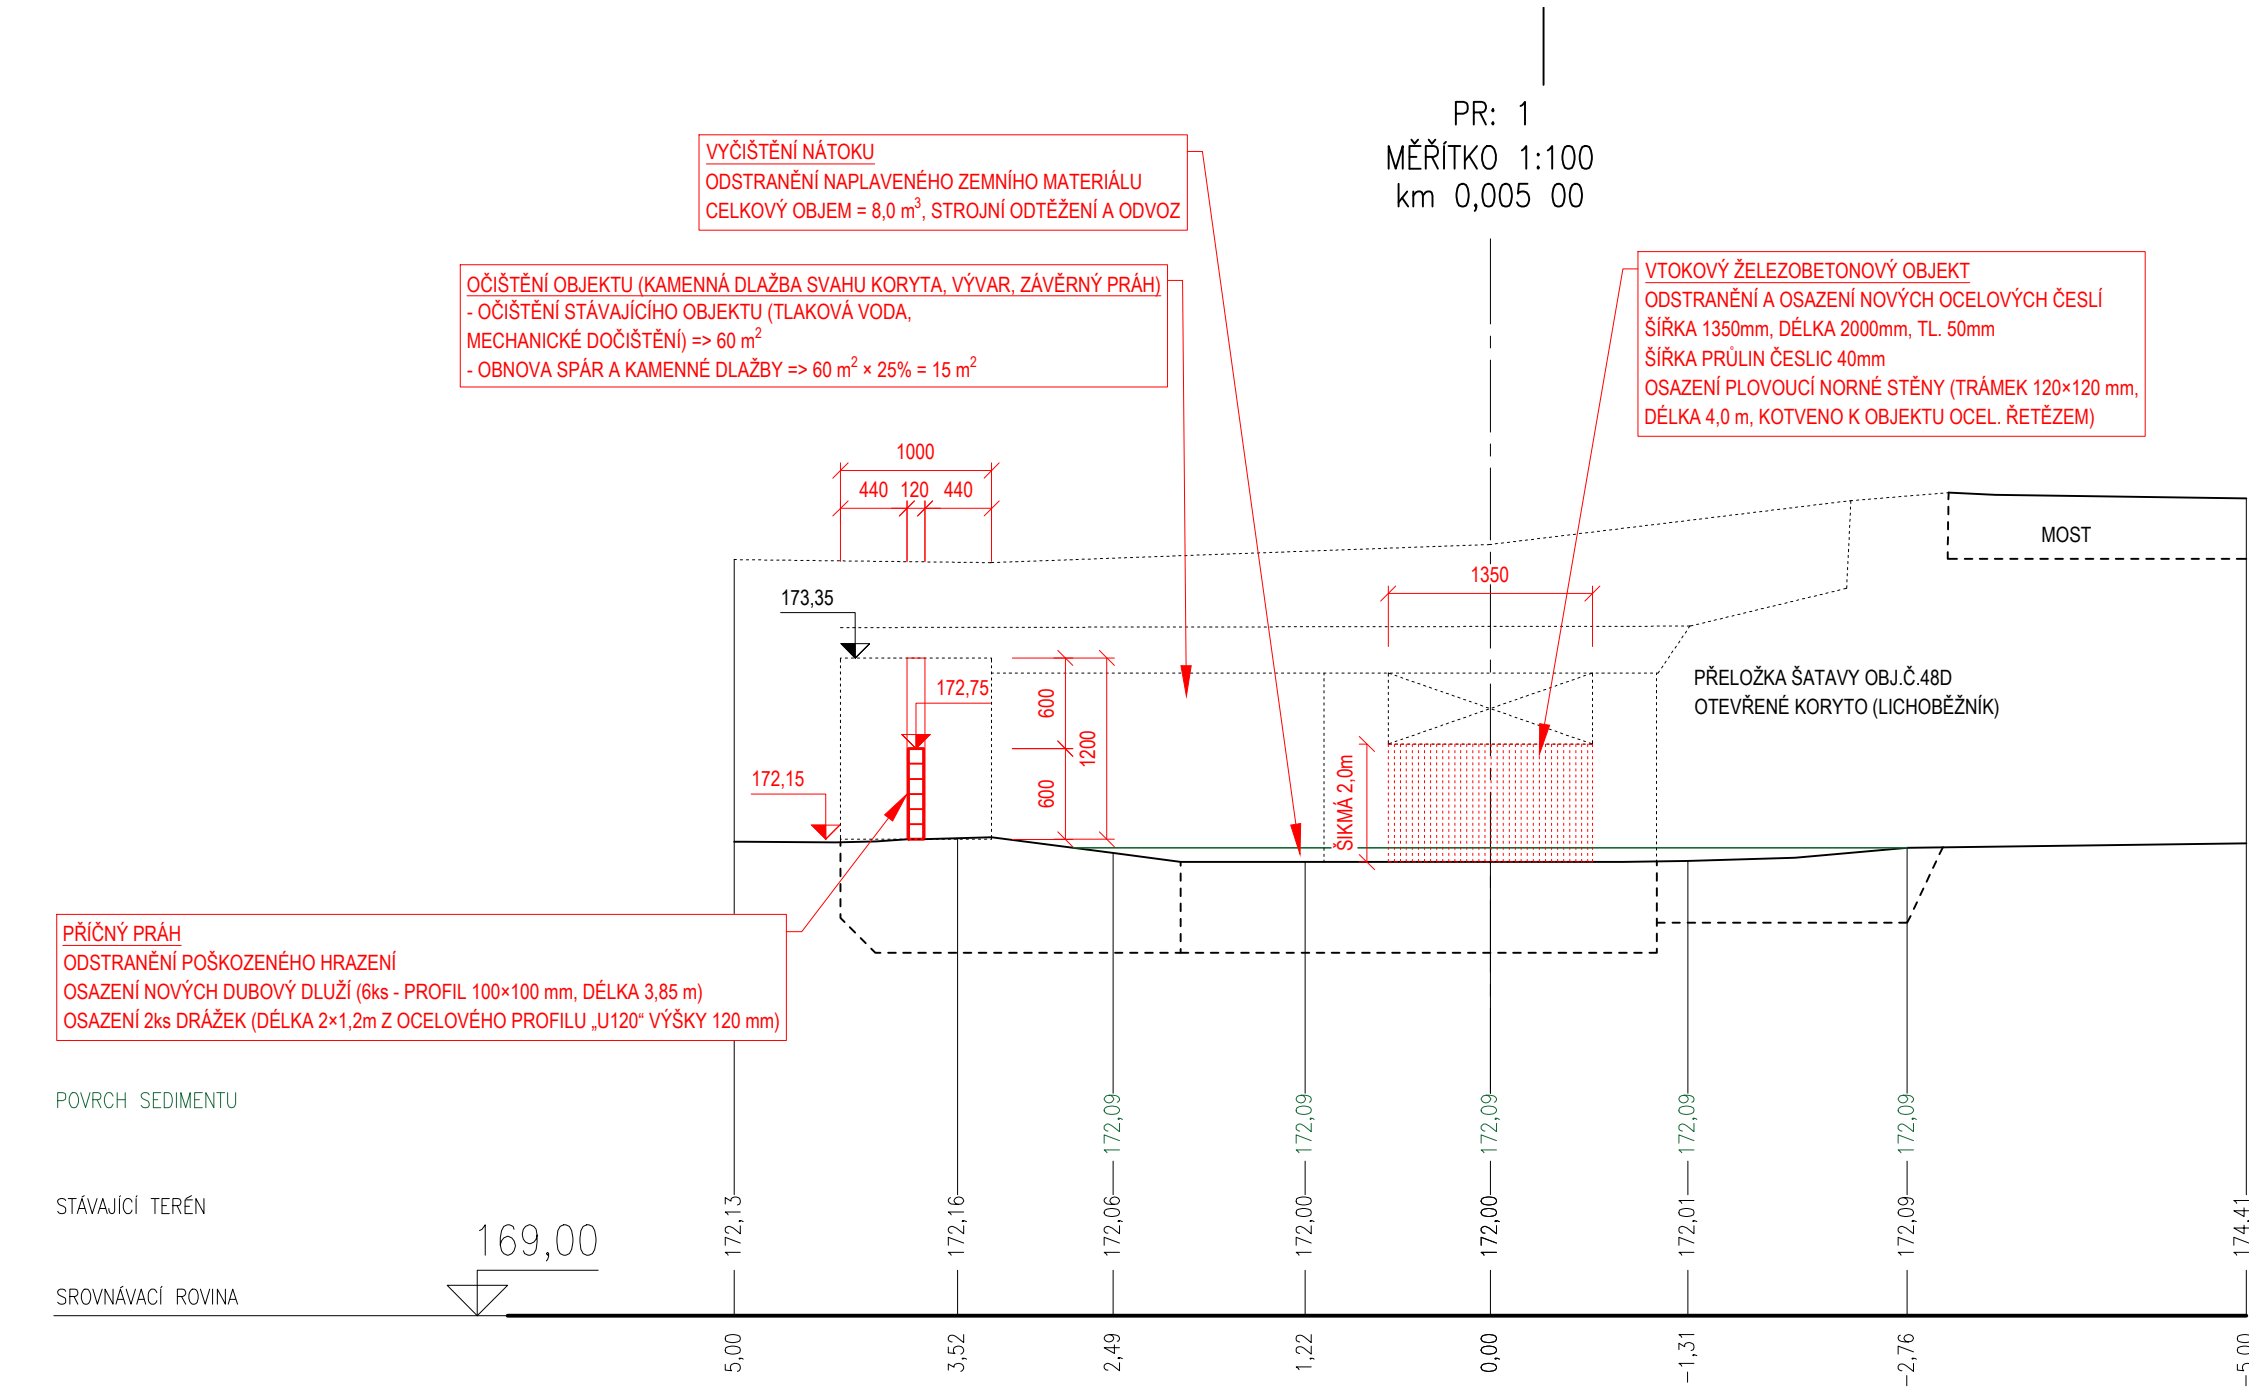 PR: 1
MĚŘÍTKO 1:100
km 0,005 00
VYČIŠTĚNÍ NÁTOKU
ODSTRANĚNÍ NAPLAVENÉHO ZEMNÍHO MATERIÁLU
CELKOVÝ OBJEM = 8,0 m³, STROJNÍ ODTĚŽENÍ A ODVOZ
OČIŠTĚNÍ OBJEKTU (KAMENNÁ DLAŽBA SVAHU KORYTA, VÝVAR, ZÁVĚRNÝ PRÁH)
- OČIŠTĚNÍ STÁVAJÍCÍHO OBJEKTU (TLAKOVÁ VODA,
MECHANICKÉ DOČIŠTĚNÍ) => 60 m²
- OBNOVA SPÁR A KAMENNÉ DLAŽBY => 60 m² × 25% = 15 m²
VTOKOVÝ ŽELEZOBETONOVÝ OBJEKT
ODSTRANĚNÍ A OSAZENÍ NOVÝCH OCELOVÝCH ČESLÍ
ŠÍŘKA 1350mm, DÉLKA 2000mm, TL. 50mm
ŠÍŘKA PRŮLIN ČESLIC 40mm
OSAZENÍ PLOVOUCÍ NORNÉ STĚNY (TRÁMEK 120×120 mm,
DÉLKA 4,0 m, KOTVENO K OBJEKTU OCEL. ŘETĚZEM)
1000
440 120 440
MOST
1350
173,35
172,75
600
1200
600
172,15
ŠIKMÁ 2,0m
PŘELOŽKA ŠATAVY OBJ.Č.48D
OTEVŘENÉ KORYTO (LICHOBĚŽNÍK)
PŘÍČNÝ PRÁH
ODSTRANĚNÍ POŠKOZENÉHO HRAZENÍ
OSAZENÍ NOVÝCH DUBOVÝ DLUŽÍ (6ks - PROFIL 100×100 mm, DÉLKA 3,85 m)
OSAZENÍ 2ks DRÁŽEK (DÉLKA 2×1,2m Z OCELOVÉHO PROFILU „U120“ VÝŠKY 120 mm)
POVRCH SEDIMENTU
172,09 172,09 172,09 172,09 172,09
STÁVAJÍCÍ TERÉN
172,13 172,16 172,06 172,00 172,00 172,01 172,09 174,41
169,00
SROVNÁVACÍ ROVINA
5,00 3,52 2,49 1,22 0,00 -1,31 -2,76 -5,00